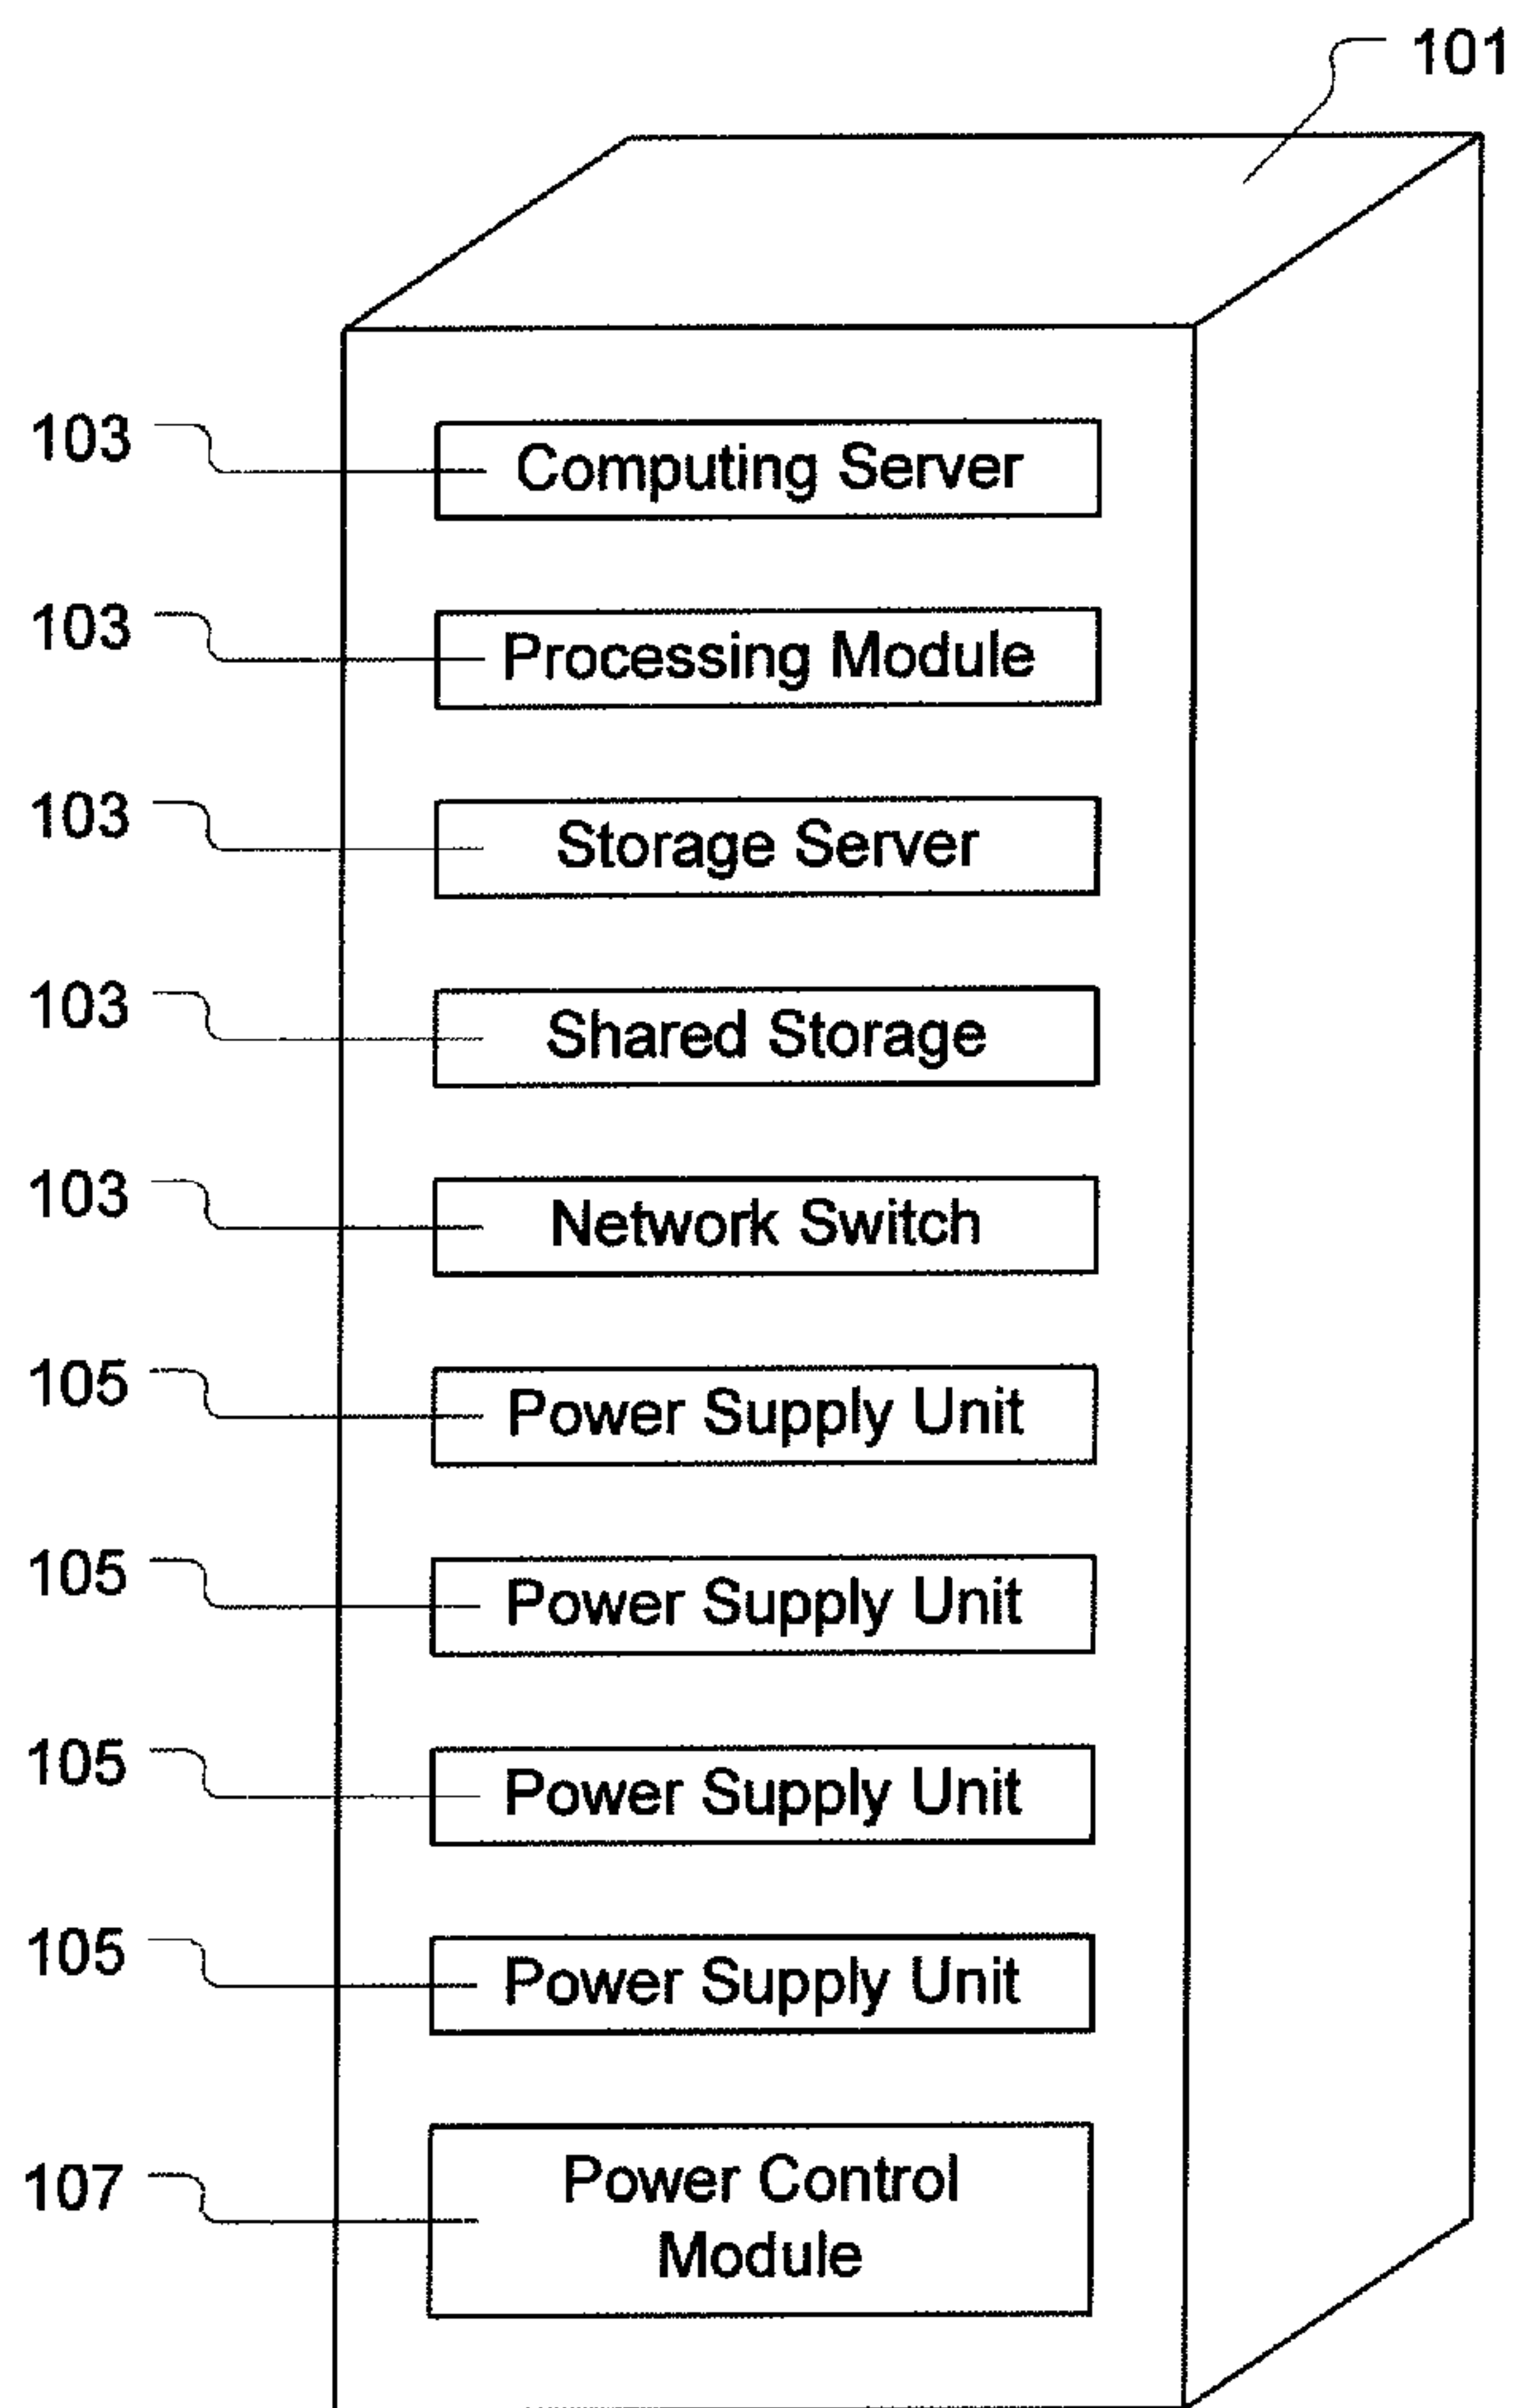 101
103 Computing Server
103 Processing Module
103 Storage Server
103 Shared Storage
103 Network Switch
105 Power Supply Unit
105 Power Supply Unit
105 Power Supply Unit
105 Power Supply Unit
107 Power Control
Module